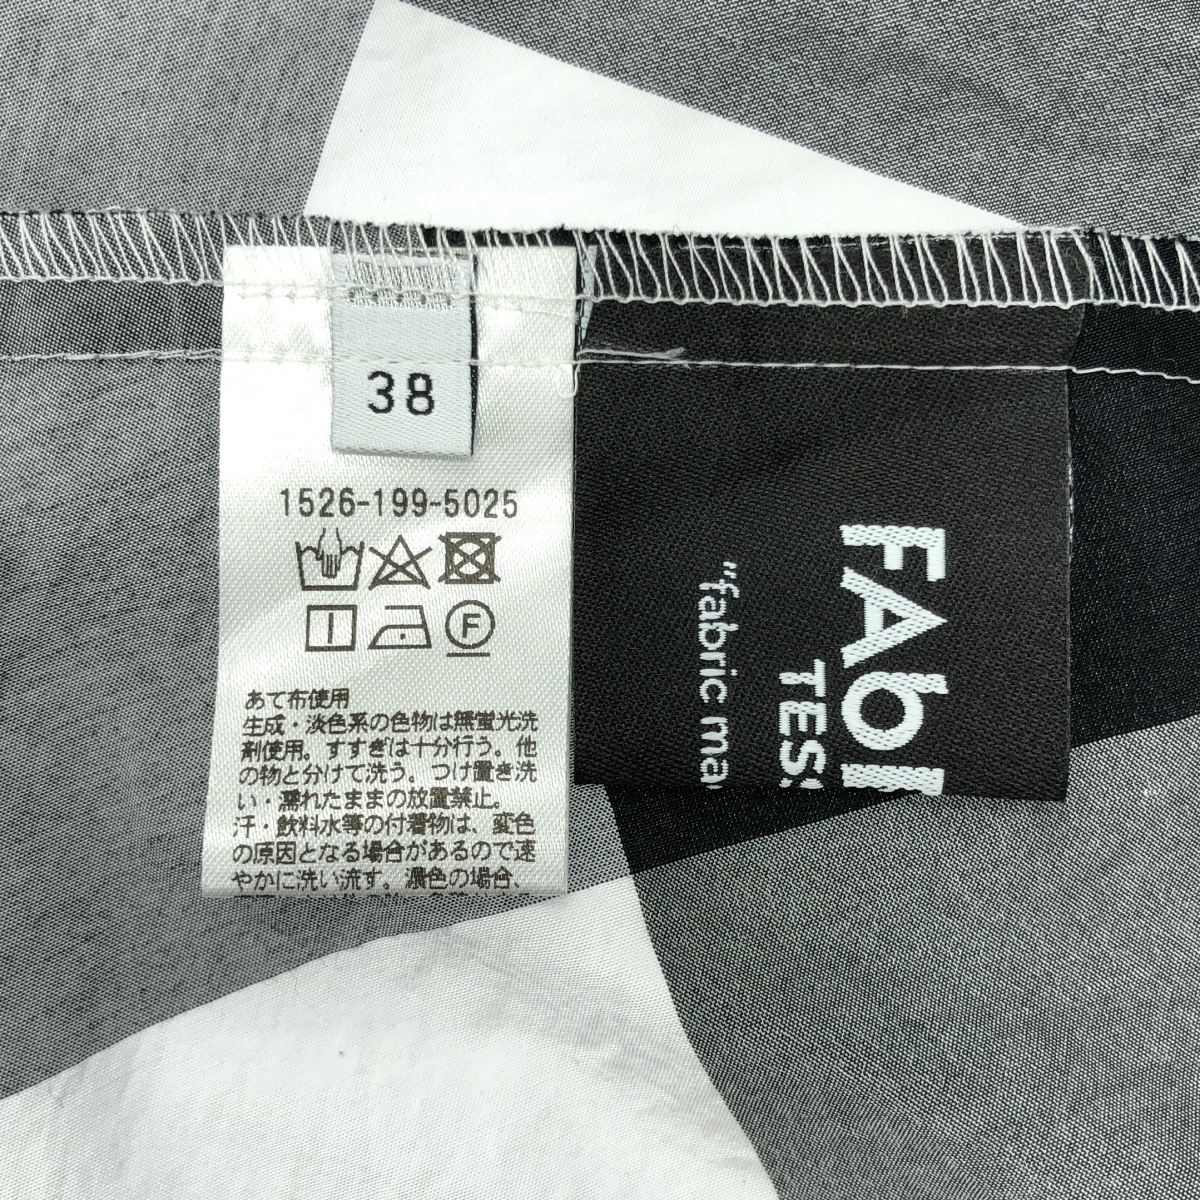 38
1526-199-5025
F
あて布使用
生成・淡色系の色物は無蛍光洗
剤使用。すすぎは十分行う。他
の物と分けて洗う。つけ置き洗
い・濡れたままの放置禁止。
汗・飲料水等の付着物は、変色
の原因となる場合があるので速
やかに洗い流す。濃色の場合、
FAb
TES
"fabric ma